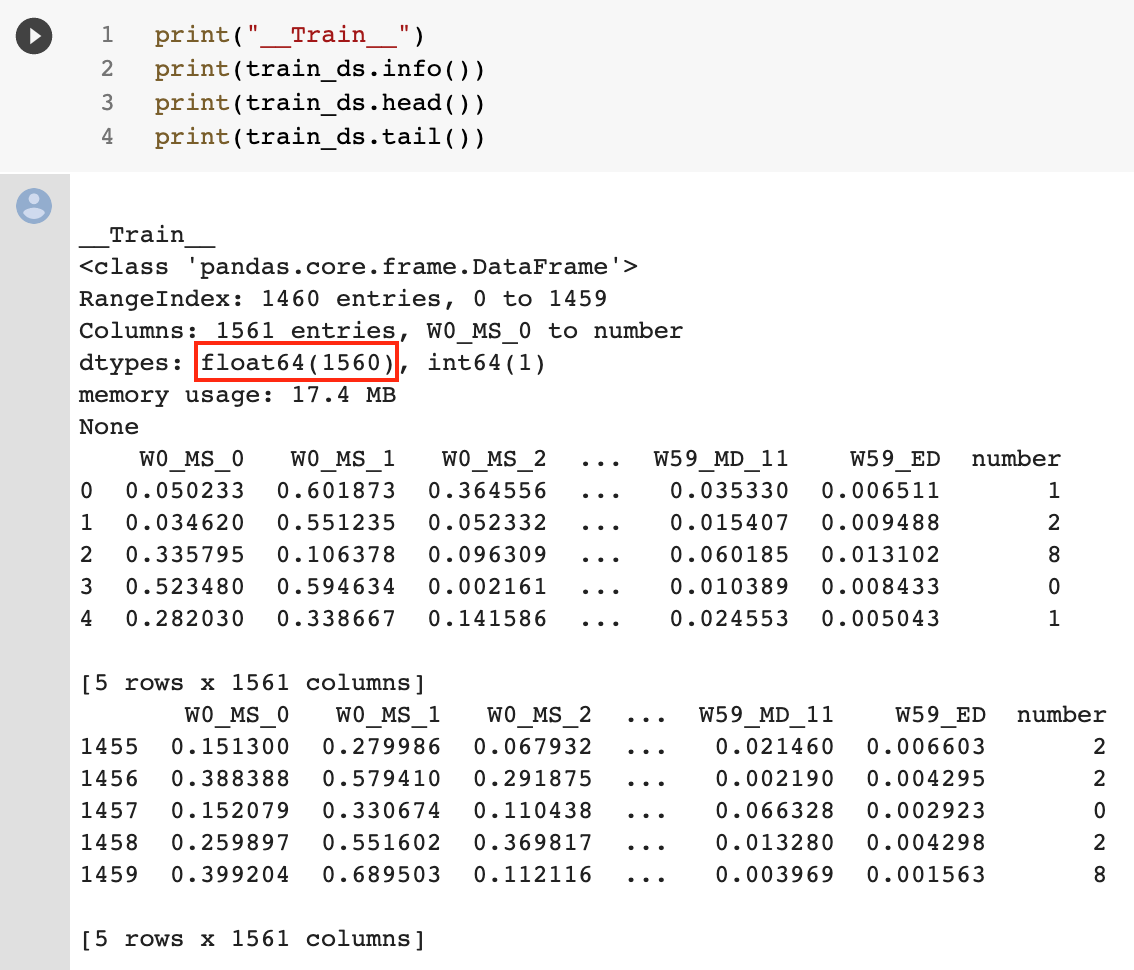 1 print("__Train__")
2 print(train_ds.info())
3 print(train_ds.head())
4 print(train_ds.tail())
__Train__
<class 'pandas.core.frame.DataFrame'>
RangeIndex: 1460 entries, 0 to 1459
Columns: 1561 entries, W0_MS_0 to number
dtypes: float64(1560), int64(1)
memory usage: 17.4 MB
None
W0_MS_0 W0_MS_1 W0_MS_2 ... W59_MD_11 W59_ED number
0 0.050233 0.601873 0.364556 ... 0.035330 0.006511 1
1 0.034620 0.551235 0.052332 ... 0.015407 0.009488 2
2 0.335795 0.106378 0.096309 ... 0.060185 0.013102 8
3 0.523480 0.594634 0.002161 ... 0.010389 0.008433 0
4 0.282030 0.338667 0.141586 ... 0.024553 0.005043 1
[5 rows x 1561 columns]
W0_MS_0 W0_MS_1 W0_MS_2 ... W59_MD_11 W59_ED number
1455 0.151300 0.279986 0.067932 ... 0.021460 0.006603 2
1456 0.388388 0.579410 0.291875 ... 0.002190 0.004295 2
1457 0.152079 0.330674 0.110438 ... 0.066328 0.002923 0
1458 0.259897 0.551602 0.369817 ... 0.013280 0.004298 2
1459 0.399204 0.689503 0.112116 ... 0.003969 0.001563 8
[5 rows x 1561 columns]